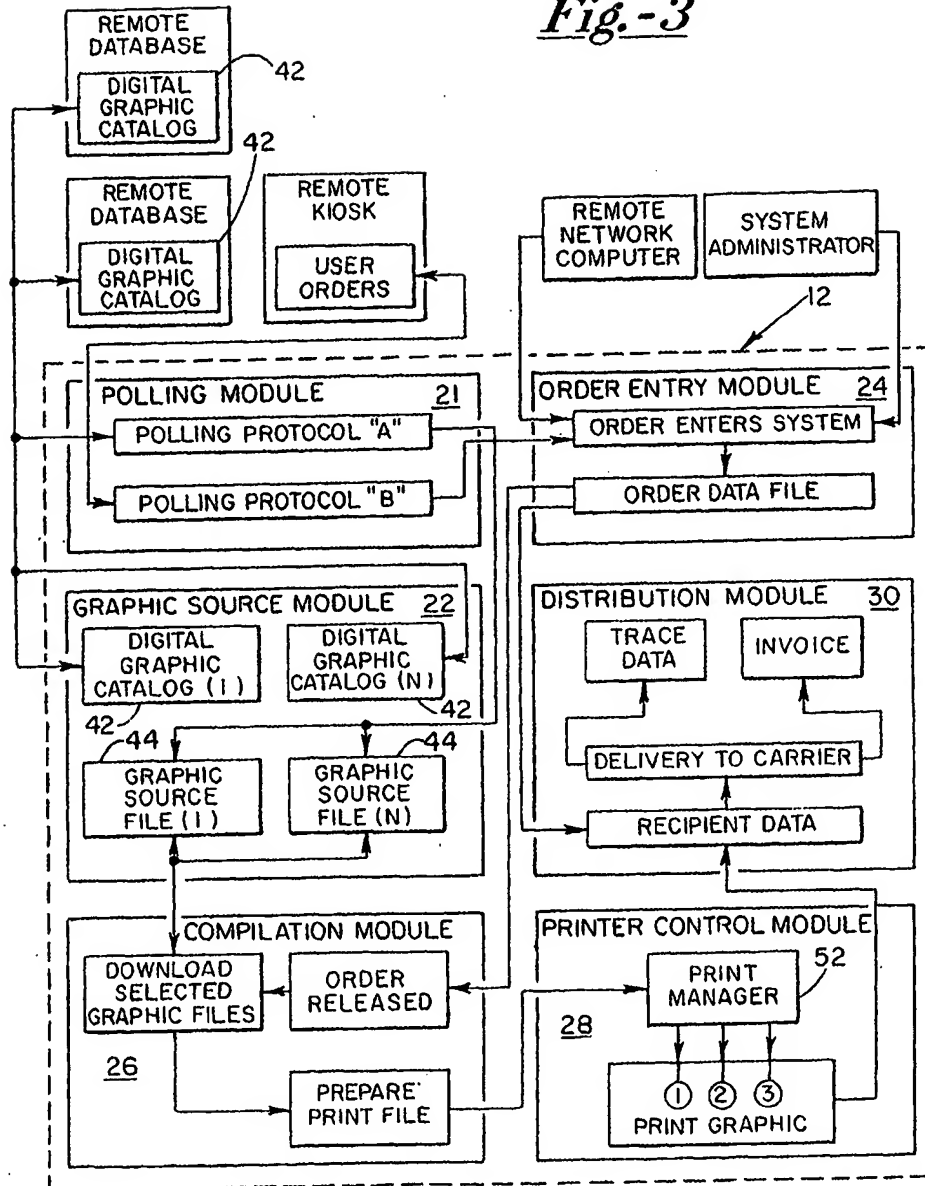 Fig.-3
REMOTE
DATABASE
DIGITAL
GRAPHIC
CATALOG
42
REMOTE
DATABASE
DIGITAL
GRAPHIC
CATALOG
42
REMOTE
KIOSK
USER
ORDERS
REMOTE
NETWORK
COMPUTER
SYSTEM
ADMINISTRATOR
12
POLLING MODULE
21
POLLING PROTOCOL "A"
POLLING PROTOCOL "B"
ORDER ENTRY MODULE
24
ORDER ENTERS SYSTEM
ORDER DATA FILE
GRAPHIC SOURCE MODULE
22
DIGITAL
GRAPHIC
CATALOG (1)
42
DIGITAL
GRAPHIC
CATALOG (N)
42
44
GRAPHIC
SOURCE
FILE (1)
44
GRAPHIC
SOURCE
FILE (N)
DISTRIBUTION MODULE
30
TRACE
DATA
INVOICE
DELIVERY TO CARRIER
RECIPIENT DATA
COMPILATION MODULE
DOWNLOAD
SELECTED
GRAPHIC FILES
ORDER
RELEASED
26
PREPARE
PRINT FILE
PRINTER CONTROL MODULE
PRINT
MANAGER
52
28
1 2 3
PRINT GRAPHIC